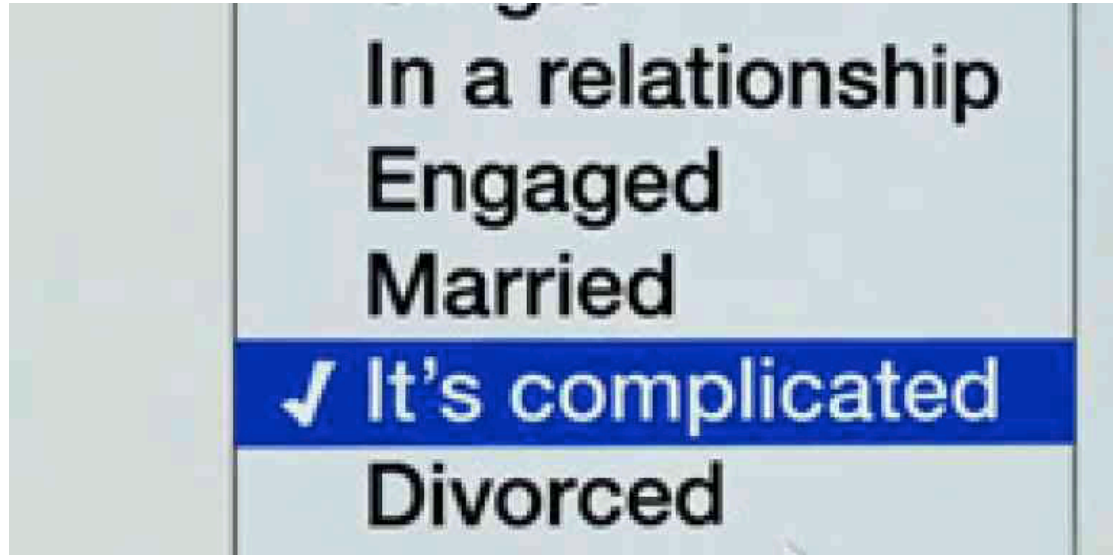 In a relationship
Engaged
Married
It's complicated
Divorced